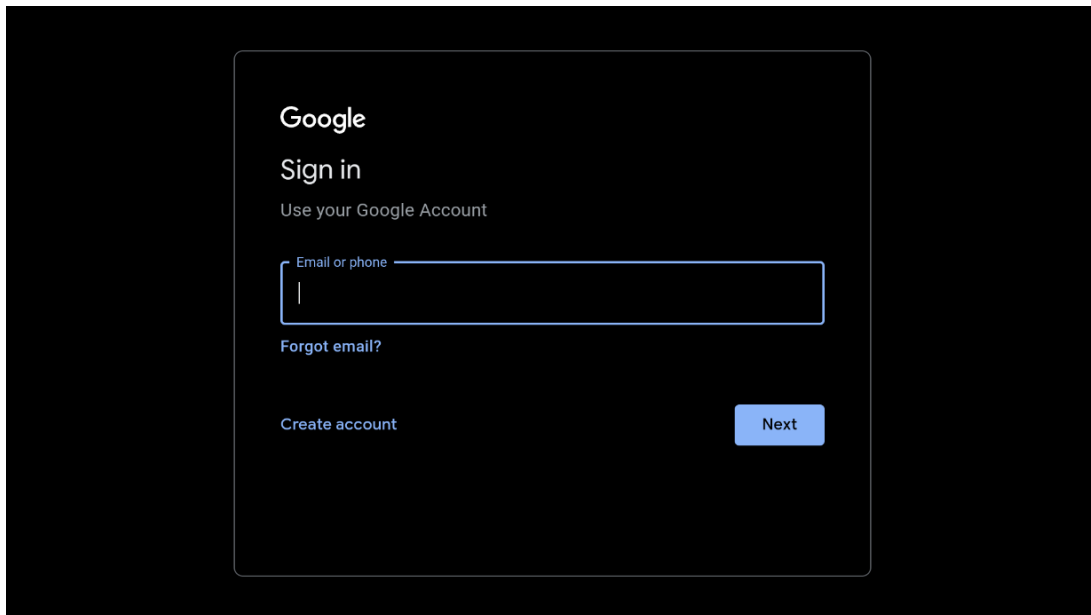 Google
Sign in
Use your Google Account
Email or phone
Forgot email?
Create account
Next